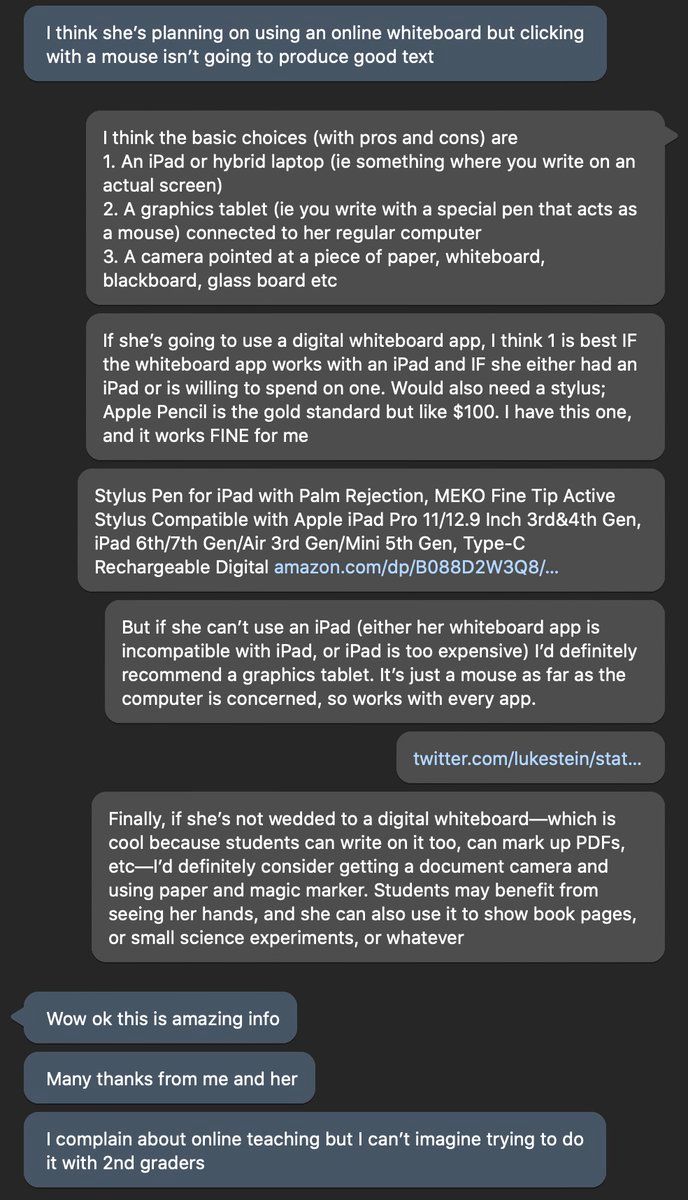 I think she’s planning on using an online whiteboard but clicking
with a mouse isn’t going to produce good text
I think the basic choices (with pros and cons) are
1. An iPad or hybrid laptop (ie something where you write on an
actual screen)
2. A graphics tablet (ie you write with a special pen that acts as
a mouse) connected to her regular computer
3. A camera pointed at a piece of paper, whiteboard,
blackboard, glass board etc
If she’s going to use a digital whiteboard app, I think 1 is best IF
the whiteboard app works with an iPad and IF she either had an
iPad or is willing to spend on one. Would also need a stylus;
Apple Pencil is the gold standard but like $100. I have this one,
and it works FINE for me
Stylus Pen for iPad with Palm Rejection, MEKO Fine Tip Active
Stylus Compatible with Apple iPad Pro 11/12.9 Inch 3rd&4th Gen,
iPad 6th/7th Gen/Air 3rd Gen/Mini 5th Gen, Type-C
Rechargeable Digital amazon.com/dp/B088D2W3Q8/...
But if she can’t use an iPad (either her whiteboard app is
incompatible with iPad, or iPad is too expensive) I’d definitely
recommend a graphics tablet. It’s just a mouse as far as the
computer is concerned, so works with every app.
twitter.com/lukestein/stat...
Finally, if she’s not wedded to a digital whiteboard—which is
cool because students can write on it too, can mark up PDFs,
etc—I’d definitely consider getting a document camera and
using paper and magic marker. Students may benefit from
seeing her hands, and she can also use it to show book pages,
or small science experiments, or whatever
Wow ok this is amazing info
Many thanks from me and her
I complain about online teaching but I can’t imagine trying to do
it with 2nd graders